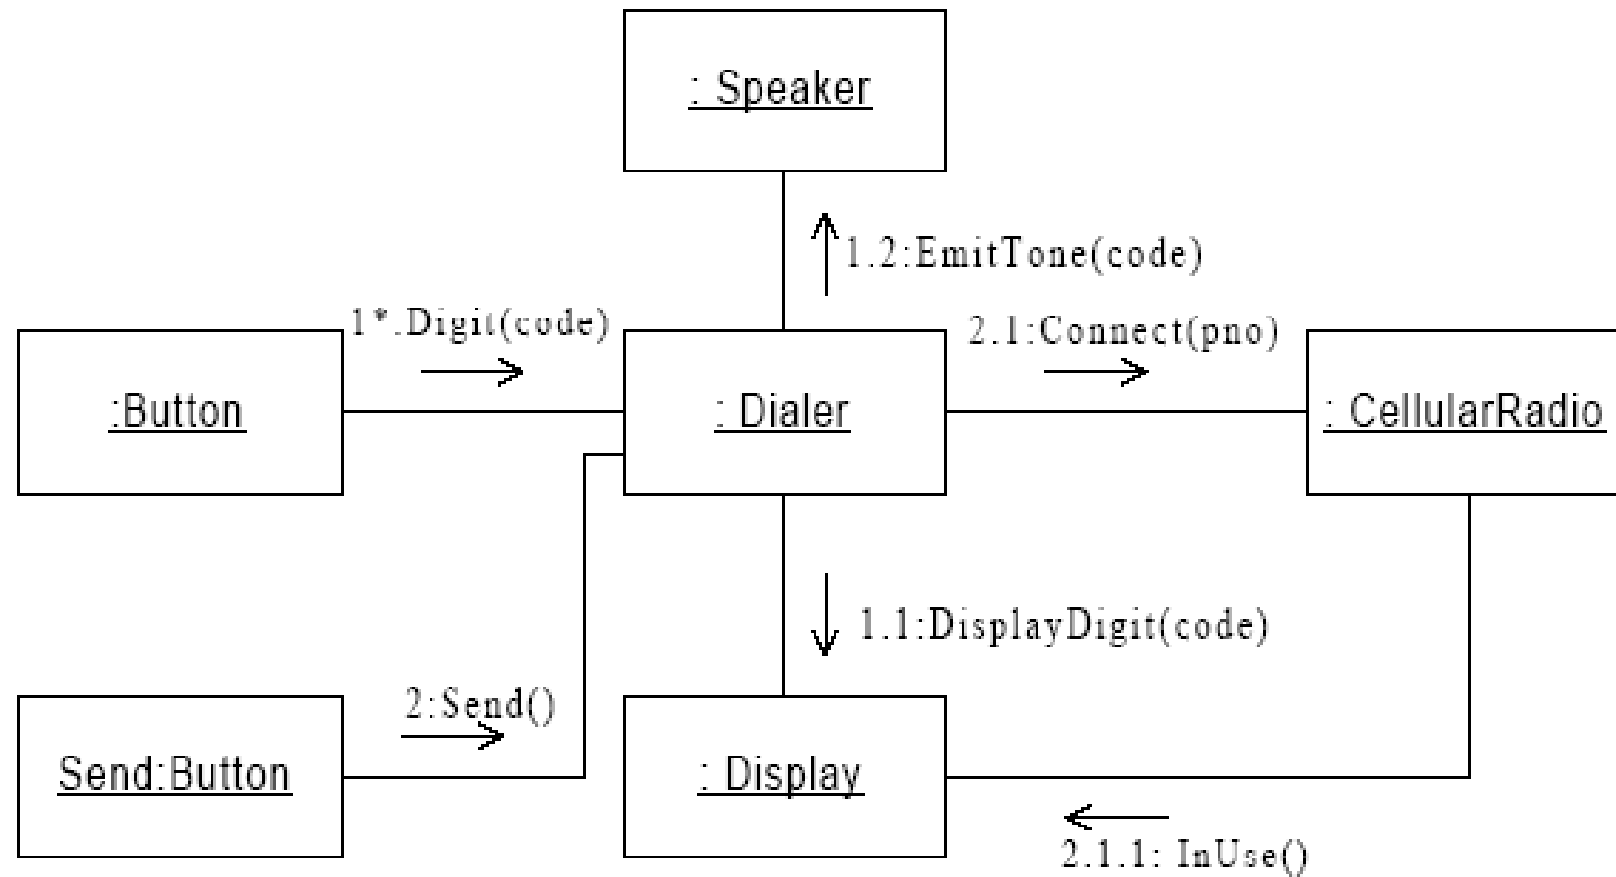 : Speaker
1.2:EmitTone(code)
1*.Digit(code)
2.1:Connect(pno)
:Button
: Dialer
: CellularRadio
1.1:DisplayDigit(code)
2:Send()
Send:Button
: Display
2.1.1: InUse()